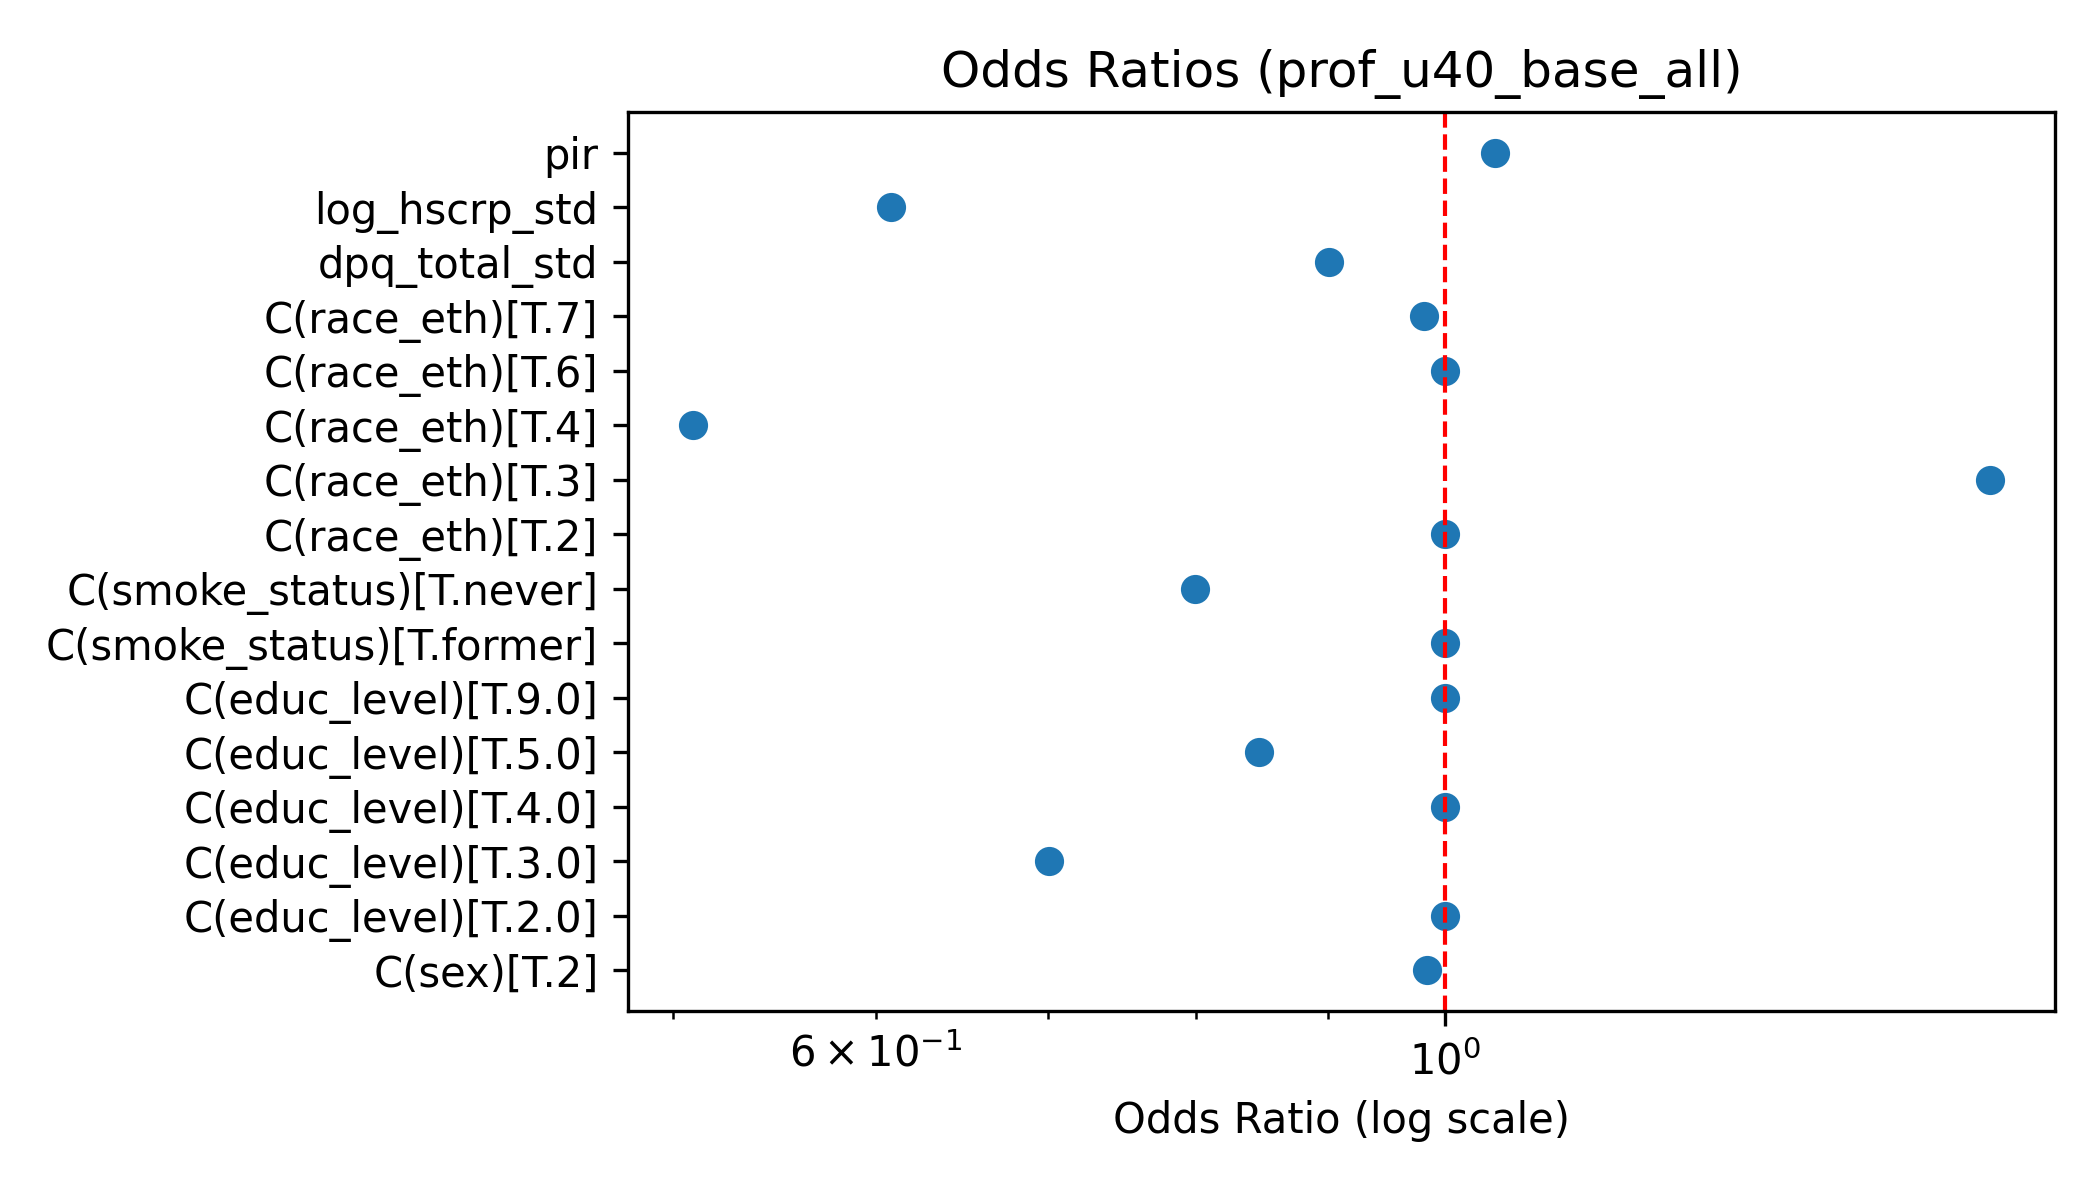 Odds Ratios (prof_u40_base_all)
pir
log_hscrp_std
dpq_total_std
C(race_eth)[T.7]
C(race_eth)[T.6]
C(race_eth)[T.4]
C(race_eth)[T.3]
C(race_eth)[T.2]
C(smoke_status)[T.never]
C(smoke_status)[T.former]
C(educ_level)[T.9.0]
C(educ_level)[T.5.0]
C(educ_level)[T.4.0]
C(educ_level)[T.3.0]
C(educ_level)[T.2.0]
C(sex)[T.2]
6 × 10⁻¹ 10⁰
Odds Ratio (log scale)